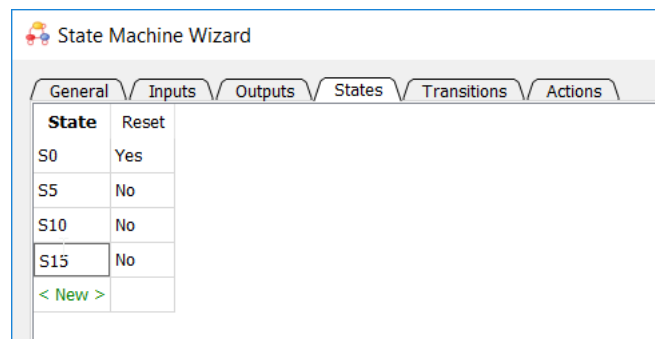 State Machine Wizard
General Inputs Outputs States Transitions Actions
State Reset
S0 Yes
S5 No
S10 No
S15 No
< New >